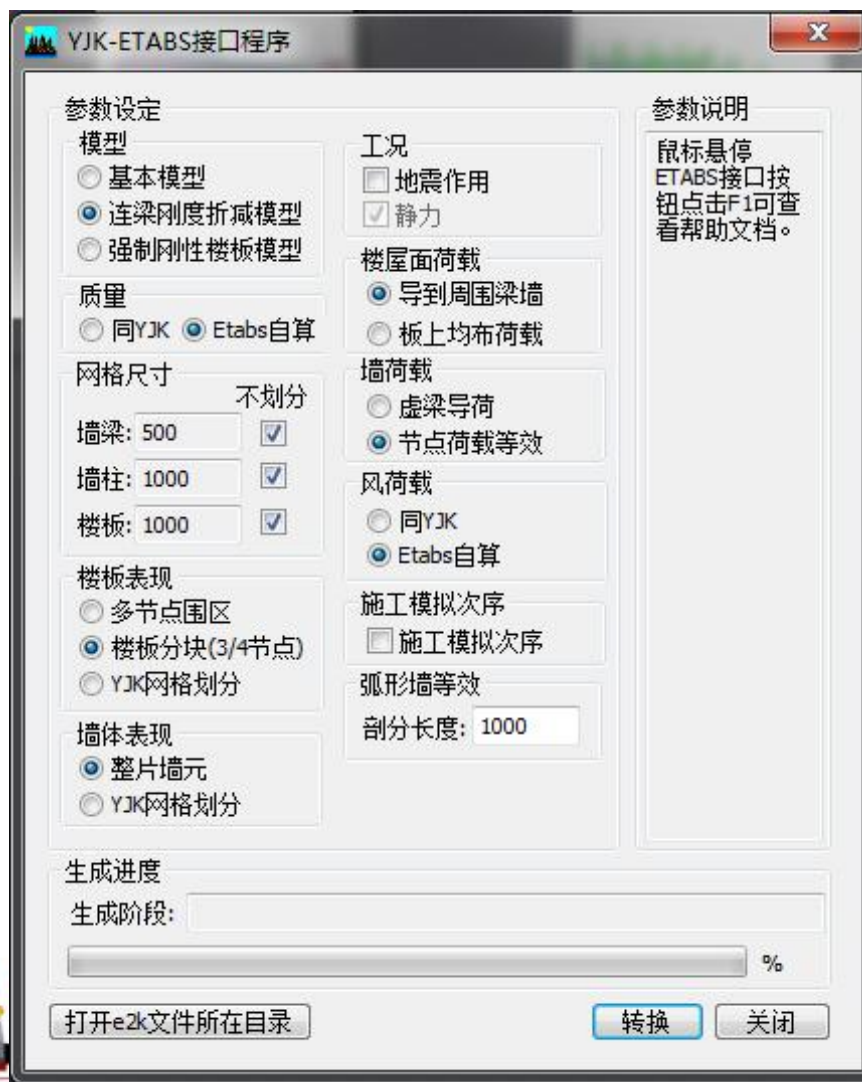 YJK-ETABS接口程序
参数设定
模型
基本模型
连梁刚度折减模型
强制刚性楼板模型
质量
同YJK Etabs自算
网格尺寸
不划分
墙梁: 500
墙柱: 1000
楼板: 1000
楼板表现
多节点围区
楼板分块(3/4节点)
YJK网格划分
墙体表现
整片墙元
YJK网格划分
工况
地震作用
静力
楼屋面荷载
导到周围梁墙
板上均布荷载
墙荷载
虚梁导荷
节点荷载等效
风荷载
同YJK
Etabs自算
施工模拟次序
施工模拟次序
弧形墙等效
剖分长度: 1000
参数说明
鼠标悬停
ETABS接口按
钮点击F1可查
看帮助文档。
生成进度
生成阶段:
%
打开e2k文件所在目录 转换 关闭